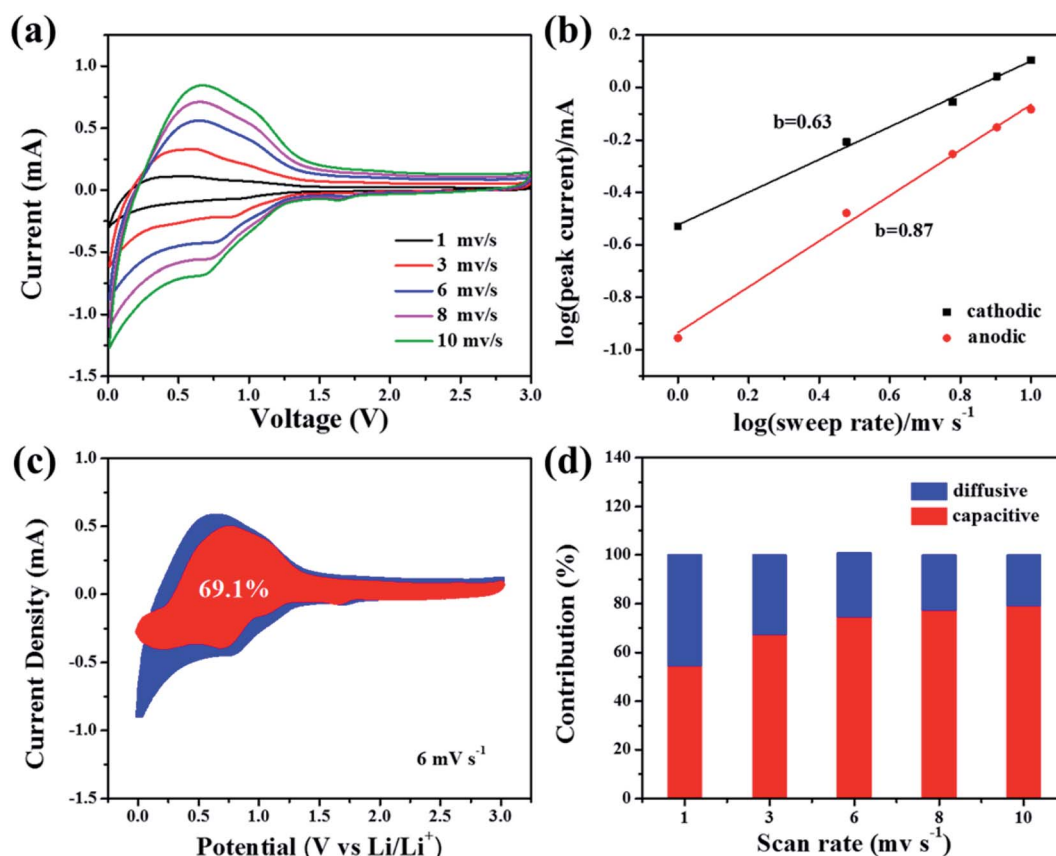 (a)
1.0
0.5
0.0
-0.5
-1.0
-1.5
Current (mA)
1 mv/s
3 mv/s
6 mv/s
8 mv/s
10 mv/s
0.0 0.5 1.0 1.5 2.0 2.5 3.0
Voltage (V)
(b)
0.2
0.0
-0.2
-0.4
-0.6
-0.8
-1.0
log(peak current)/mA
b=0.63
b=0.87
cathodic
anodic
0.0 0.2 0.4 0.6 0.8 1.0
log(sweep rate)/mv s-1
(c)
1.0
0.5
0.0
-0.5
-1.0
-1.5
Current Density (mA)
69.1%
6 mV s-1
0.0 0.5 1.0 1.5 2.0 2.5 3.0
Potential (V vs Li/Li+)
(d)
140
120
100
80
60
40
20
0
Contribution (%)
diffusive
capacitive
1 3 6 8 10
Scan rate (mv s-1)